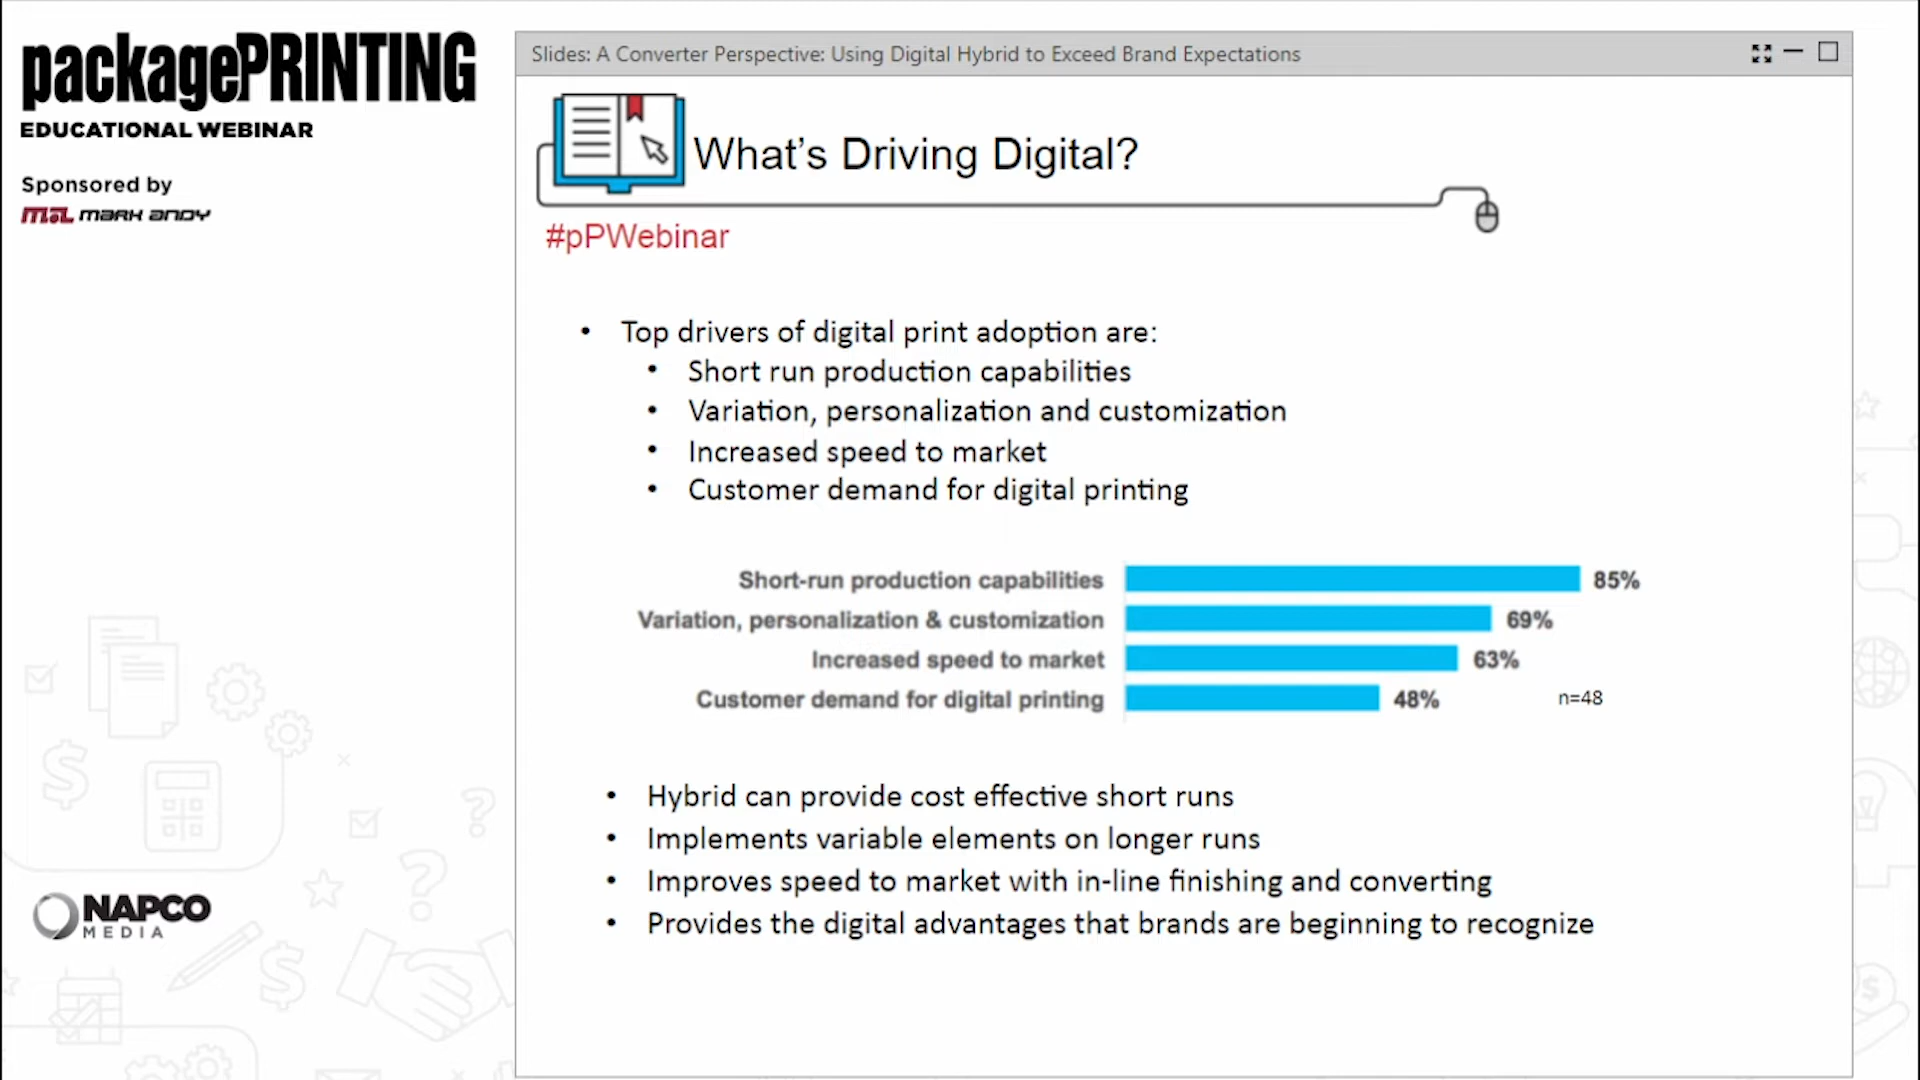 packagePRINTING
EDUCATIONAL WEBINAR
Sponsored by
MA MARK ANDY
NAPCO
MEDIA
Slides: A Converter Perspective: Using Digital Hybrid to Exceed Brand Expectations
What's Driving Digital?
#pPWebinar
• Top drivers of digital print adoption are:
• Short run production capabilities
• Variation, personalization and customization
• Increased speed to market
• Customer demand for digital printing
Short-run production capabilities 85%
Variation, personalization & customization 69%
Increased speed to market 63%
Customer demand for digital printing 48% n=48
• Hybrid can provide cost effective short runs
• Implements variable elements on longer runs
• Improves speed to market with in-line finishing and converting
• Provides the digital advantages that brands are beginning to recognize